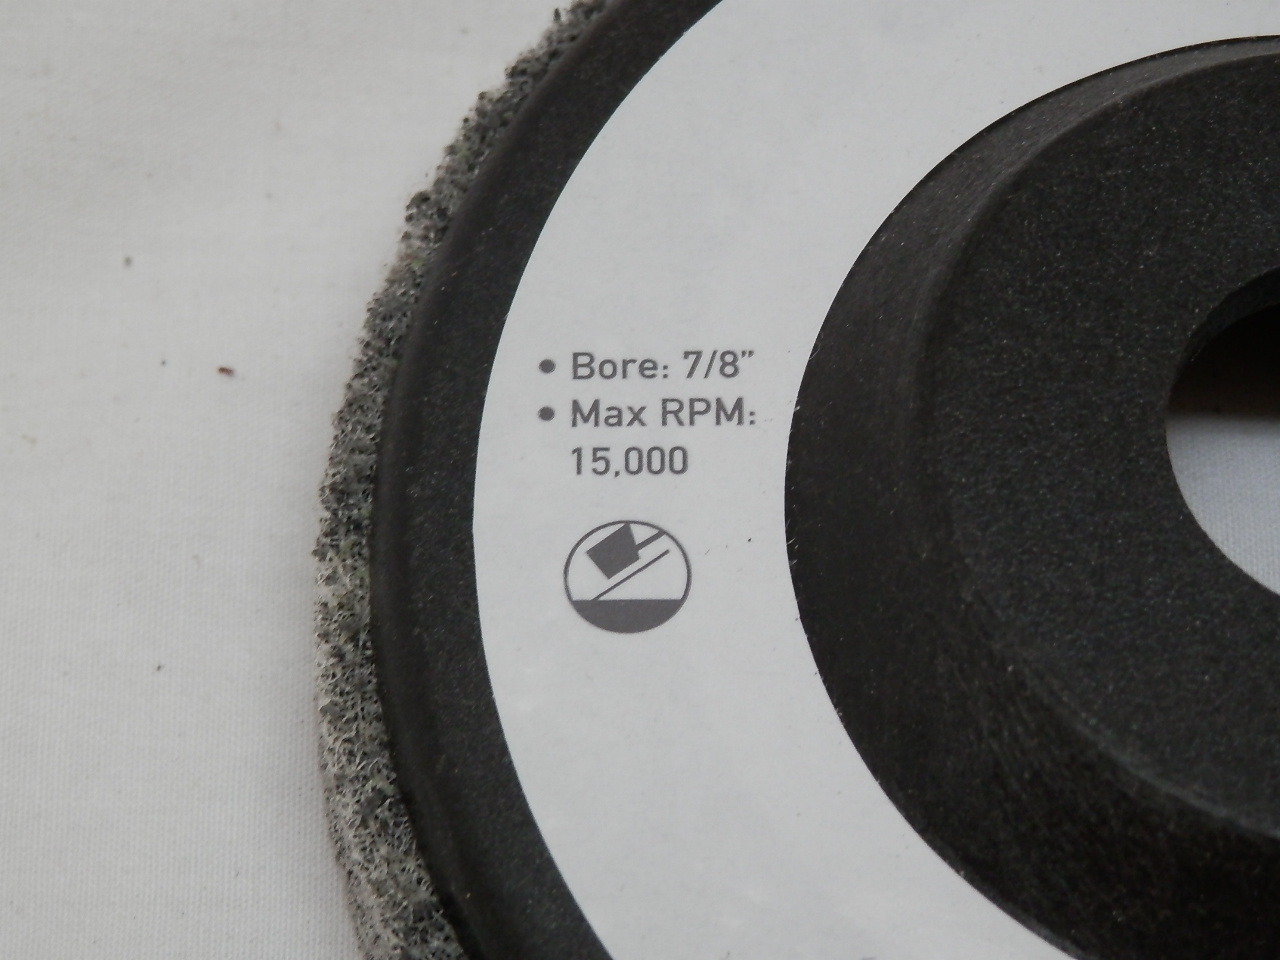 • Bore: 7/8”
• Max RPM:
15,000